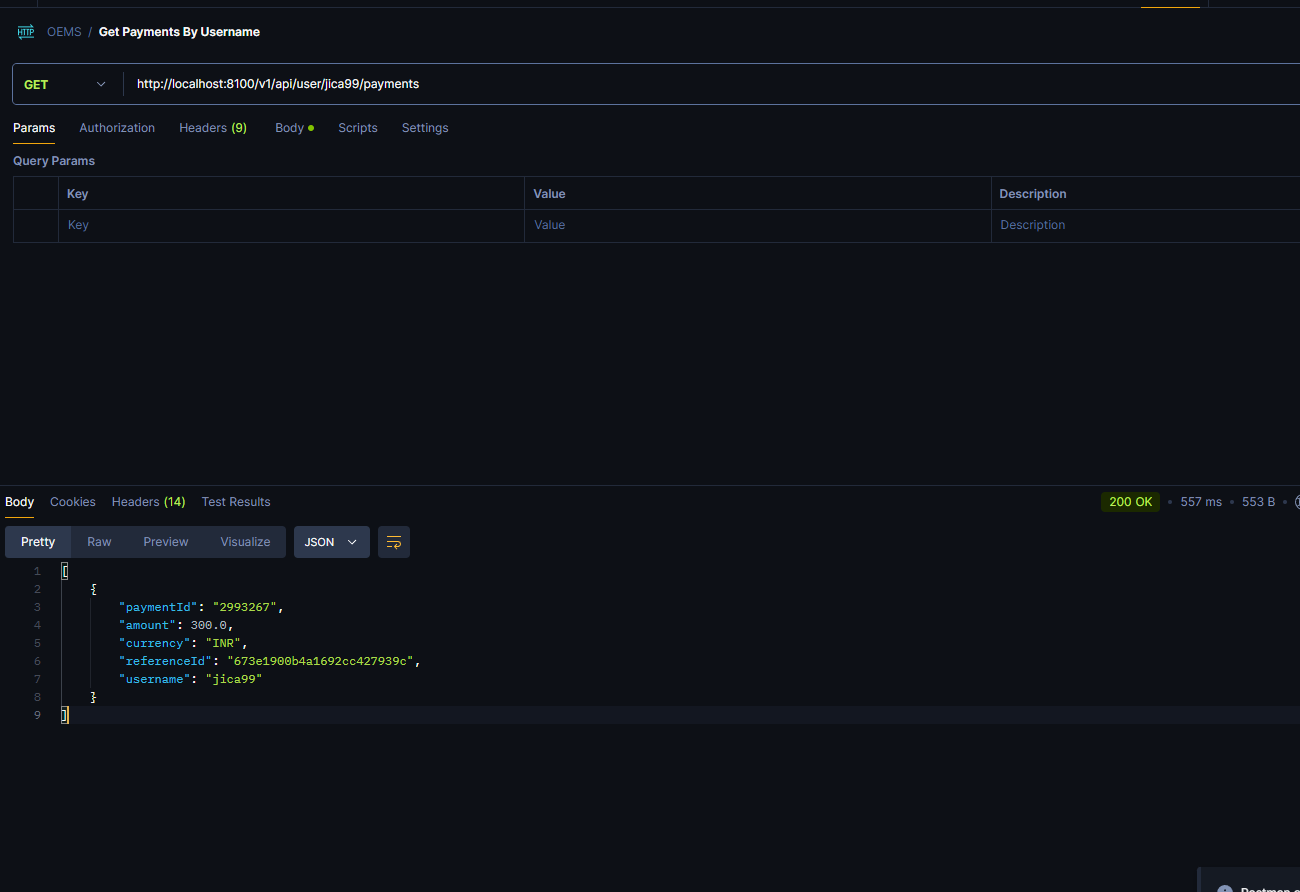 HTTP OEMS / Get Payments By Username
GET http://localhost:8100/v1/api/user/jica99/payments
Params Authorization Headers (9) Body Scripts Settings
Query Params
Key Value Description
Key Value Description
Body Cookies Headers (14) Test Results 200 OK • 557 ms • 553 B •
Pretty Raw Preview Visualize JSON
1 [
2 {
3 "paymentId": "2993267",
4 "amount": 300.0,
5 "currency": "INR",
6 "referenceId": "673e1900b4a1692cc427939c",
7 "username": "jica99"
8 }
9 ]
Postman